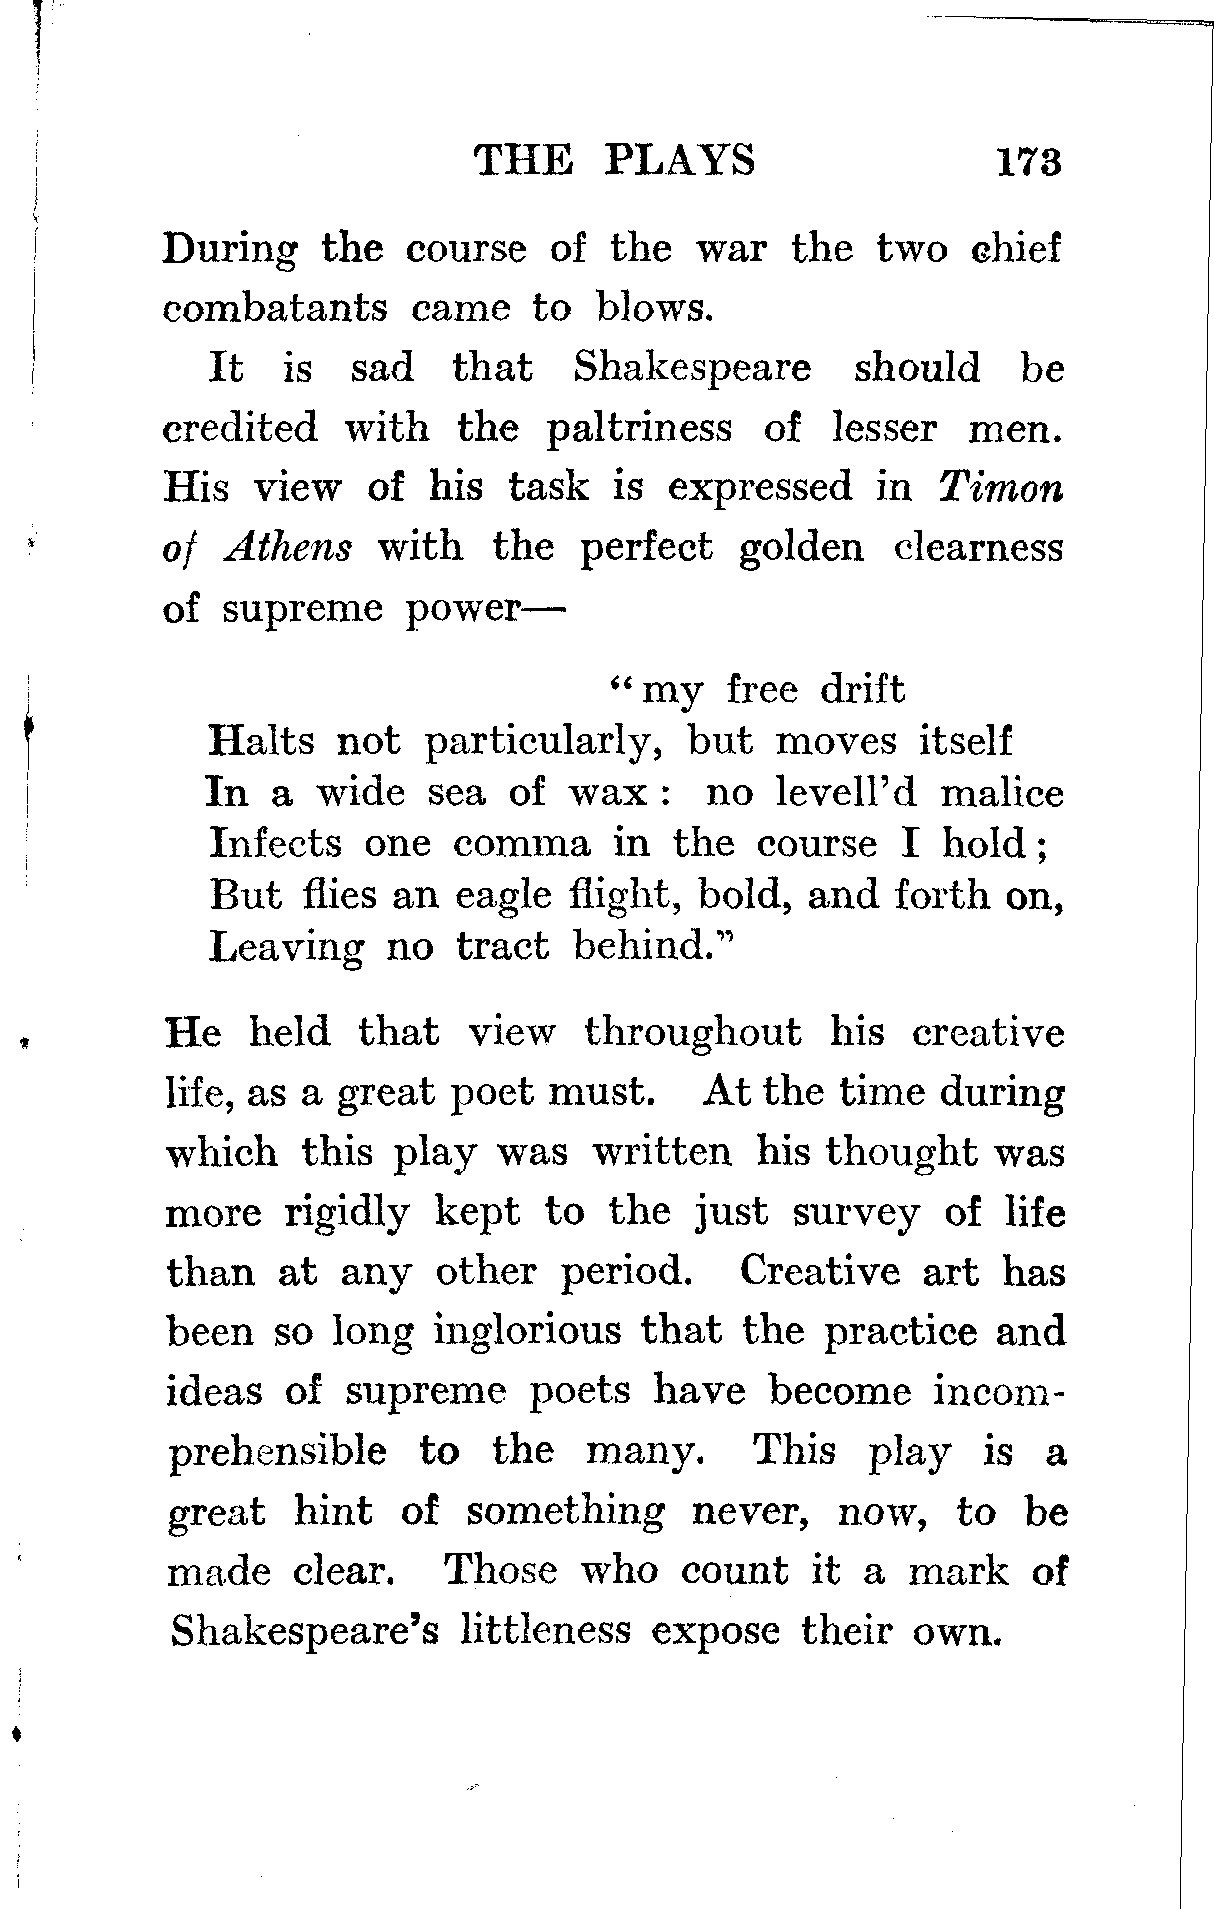 THE PLAYS 173
During the course of the war the two chief
combatants came to blows.
It is sad that Shakespeare should be
credited with the paltriness of lesser men.
His view of his task is expressed in Timon
of Athens with the perfect golden clearness
of supreme power—
“my free drift
Halts not particularly, but moves itself
In a wide sea of wax : no levell’d malice
Infects one comma in the course I hold ;
But flies an eagle flight, bold, and forth on,
Leaving no tract behind.”
He held that view throughout his creative
life, as a great poet must. At the time during
which this play was written his thought was
more rigidly kept to the just survey of life
than at any other period. Creative art has
been so long inglorious that the practice and
ideas of supreme poets have become incom-
prehensible to the many. This play is a
great hint of something never, now, to be
made clear. Those who count it a mark of
Shakespeare’s littleness expose their own.